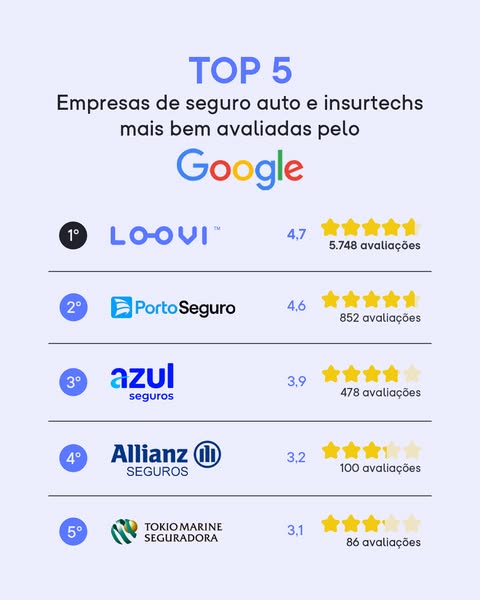 TOP 5
Empresas de seguro auto e insurtechs
mais bem avaliadas pelo
Google
1º
LOOVI™
4,7
5.748 avaliações
2º
PortoSeguro
4,6
852 avaliações
3º
azul
seguros
3,9
478 avaliações
4º
Allianz
SEGUROS
3,2
100 avaliações
5º
TOKIO MARINE
SEGURADORA
3,1
86 avaliações